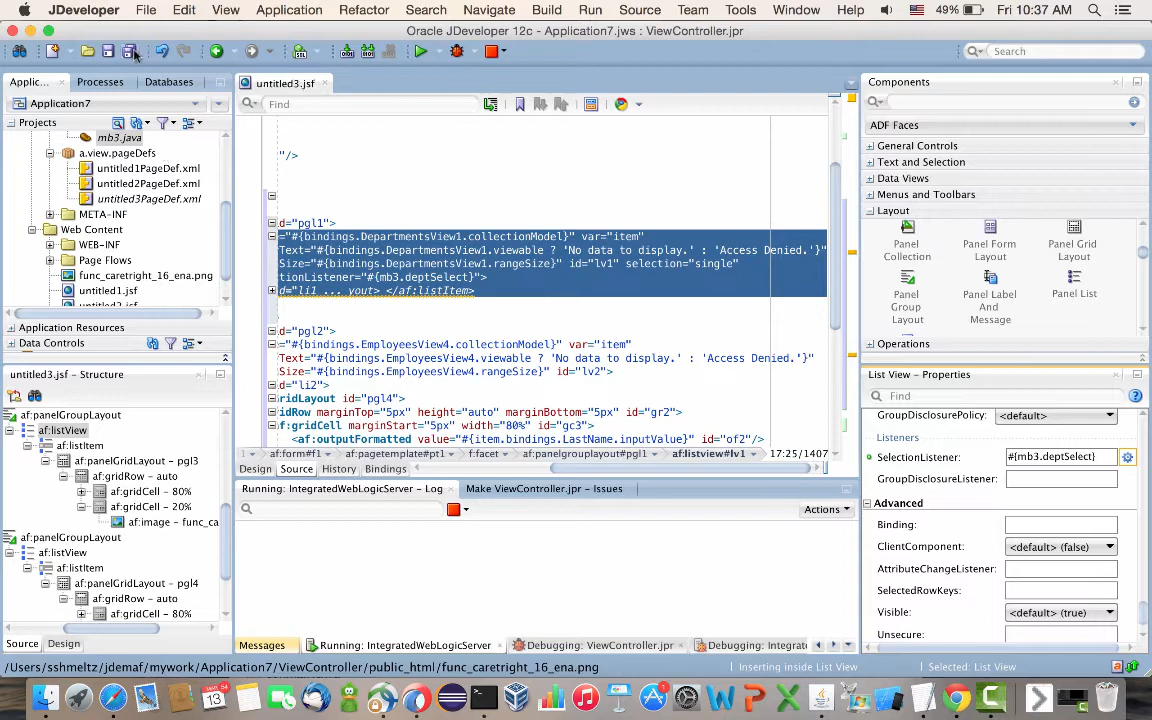 JDeveloper File Edit View Application Refactor Search Navigate Build Run Source Team Tools Window Help 49% Fri 10:37 AM
Oracle JDeveloper 12c - Application7.jws : ViewController.jpr
Search
Applic... Processes Databases
Application7
Projects
mb3.java
a.view.pageDefs
untitled1PageDef.xml
untitled2PageDef.xml
untitled3PageDef.xml
META-INF
Web Content
WEB-INF
Page Flows
func_caretright_16_ena.png
untitled1.jsf
untitled2.jsf
Application Resources
Data Controls
untitled3.jsf - Structure
af:panelGroupLayout
af:listView
af:listItem
af:panelGridLayout - pgl3
af:gridRow - auto
af:gridCell - 80%
af:gridCell - 20%
af:image - func_ca
af:panelGroupLayout
af:listView
af:listItem
af:panelGridLayout - pgl4
af:gridRow - auto
af:gridCell - 80%
Source Design
untitled3.jsf
Find
"/>
d="pgl1">
="#{bindings.DepartmentsView1.collectionModel}" var="item"
Text="#{bindings.DepartmentsView1.viewable ? 'No data to display.' : 'Access Denied.'}"
Size="#{bindings.DepartmentsView1.rangeSize}" id="lv1" selection="single"
tionListener="#{mb3.deptSelect}">
d="li1 ... yout> </af:listItem>
d="pgl2">
="#{bindings.EmployeesView4.collectionModel}" var="item"
Text="#{bindings.EmployeesView4.viewable ? 'No data to display.' : 'Access Denied.'}"
Size="#{bindings.EmployeesView4.rangeSize}" id="lv2">
d="li2">
ridLayout id="pgl4">
idRow marginTop="5px" height="auto" marginBottom="5px" id="gr2">
f:gridCell marginStart="5px" width="80%" id="gc3">
<af:outputFormatted value="#{item.bindings.LastName.inputValue}" id="of2"/>
1 af:form#f1 af:pagetemplate#pt1 f:facet af:panelgrouplayout#pgl1 af:listview#lv1 17:25/1407
Design Source History Bindings
Running: IntegratedWebLogicServer - Log Make ViewController.jpr - Issues
Actions
Messages Running: IntegratedWebLogicServer Debugging: ViewController.jpr Debugging: Integrate
Components
ADF Faces
General Controls
Text and Selection
Data Views
Menus and Toolbars
Layout
Panel Collection
Panel Form Layout
Panel Grid Layout
Panel Group Layout
Panel Label And Message
Panel List
Operations
List View - Properties
Find
GroupDisclosurePolicy: <default>
Listeners
SelectionListener: #{mb3.deptSelect}
GroupDisclosureListener:
Advanced
Binding:
ClientComponent: <default> (false)
AttributeChangeListener:
SelectedRowKeys:
Visible: <default> (true)
Unsecure:
/Users/sshmeltz/jdemaf/mywork/Application7/ViewController/public_html/func_caretright_16_ena.png Inserting inside List View Selected: List View